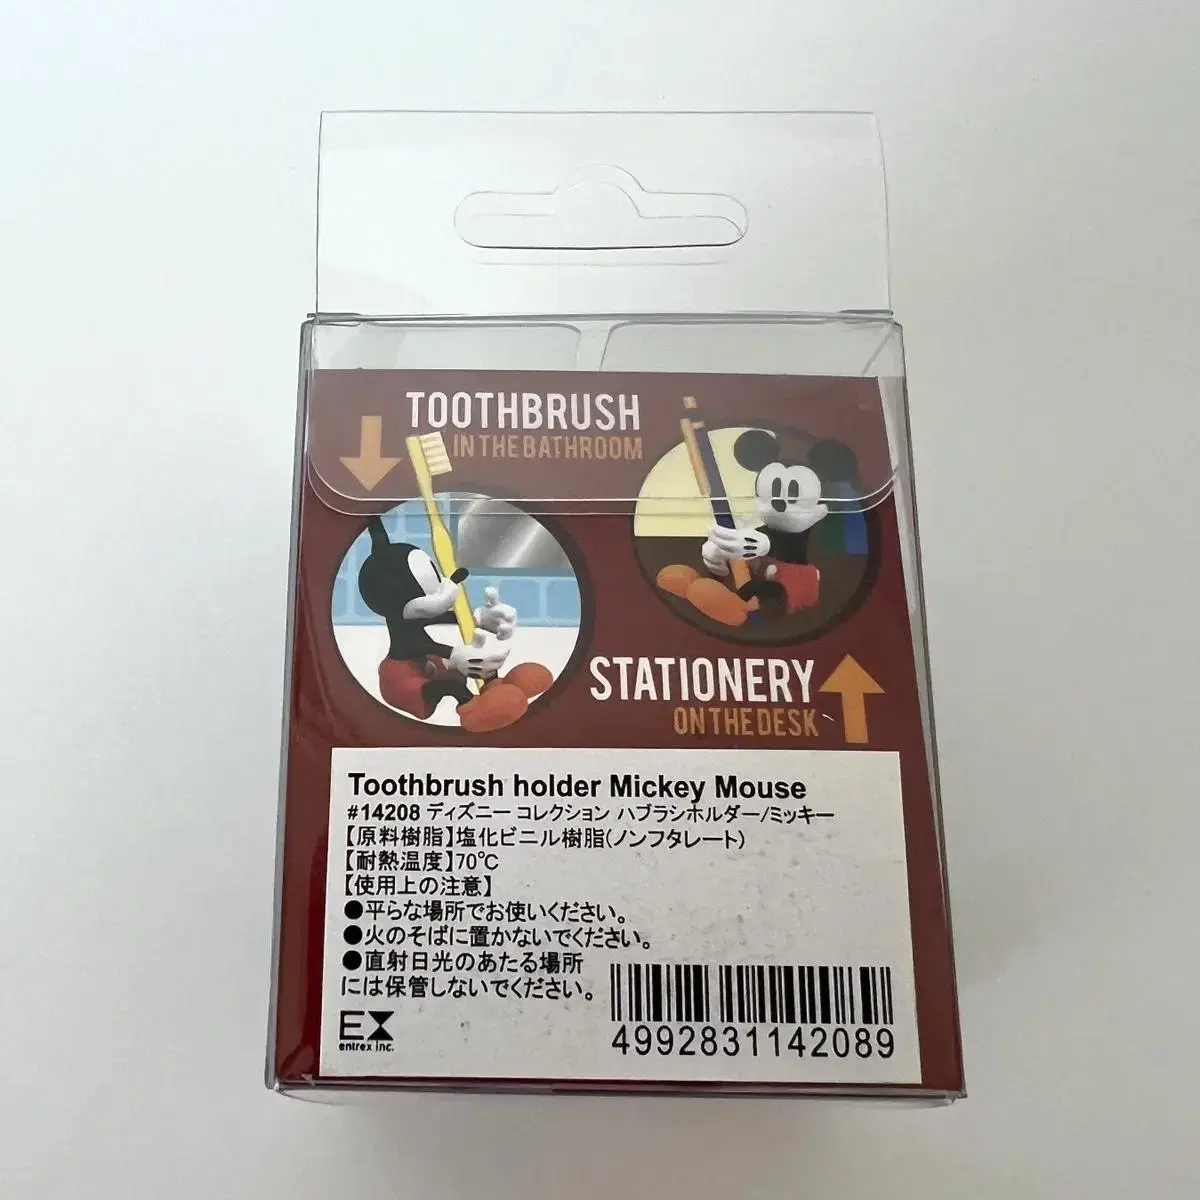 TOOTHBRUSH
IN THE BATHROOM
STATIONERY
ON THE DESK
Toothbrush holder Mickey Mouse
#14208 ディズニー コレクション ハブラシホルダー/ミッキー
【原料樹脂】塩化ビニル樹脂(ノンフタレート)
【耐熱温度】70℃
【使用上の注意】
●平らな場所でお使いください。
●火のそばに置かないでください。
●直射日光のあたる場所
には保管しないでください。
EX
entrex inc.
4992831142089